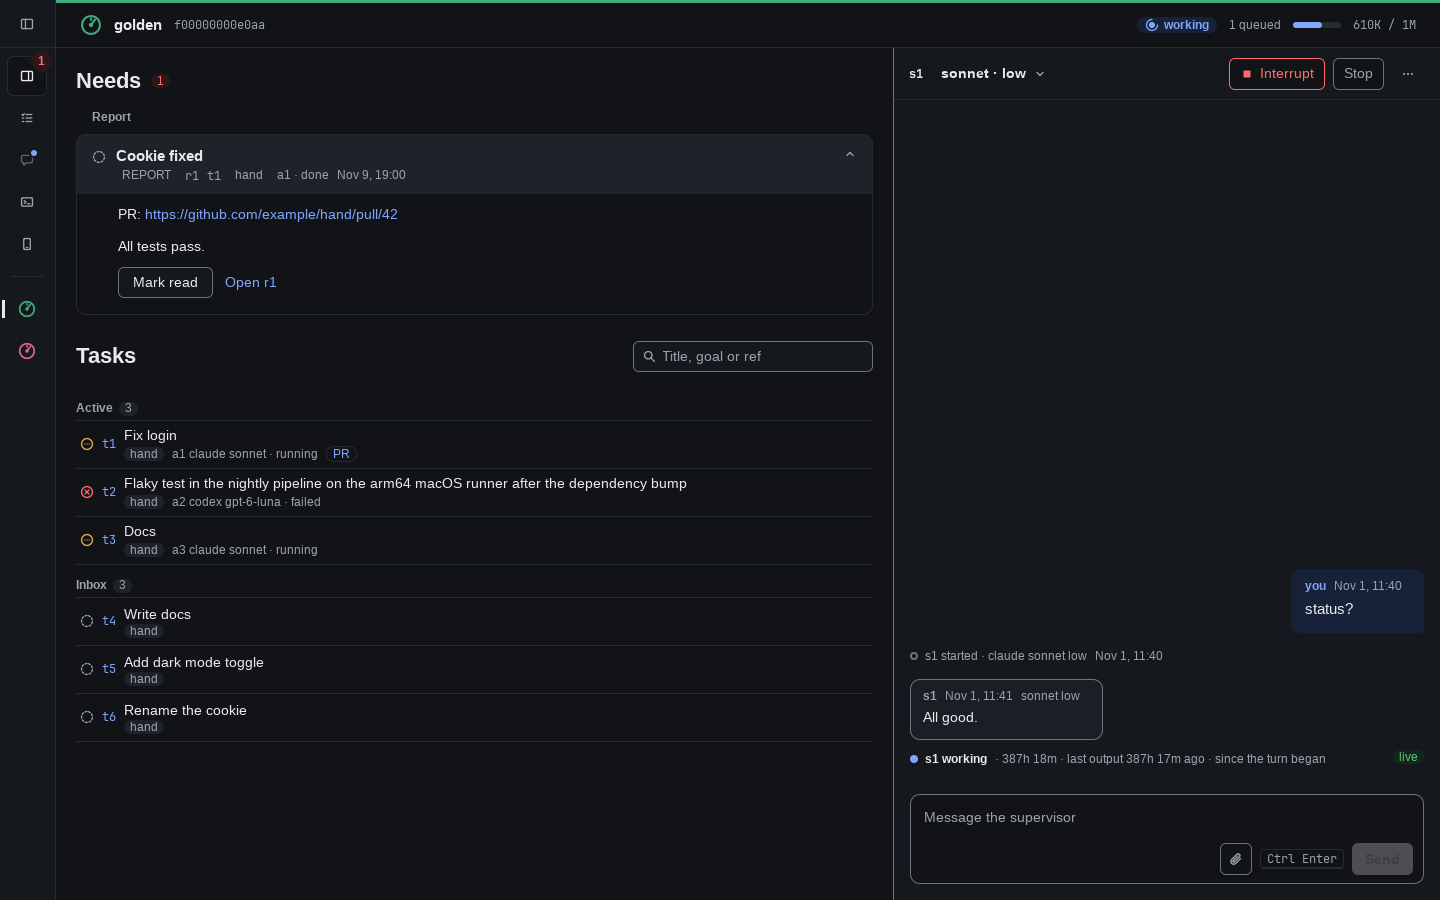 golden f00000000e0aa
working 1 queued 610K / 1M
1
Needs 1
Report
Cookie fixed
REPORT r1 t1 hand a1 · done Nov 9, 19:00
PR: https://github.com/example/hand/pull/42
All tests pass.
Mark read Open r1
Tasks
Title, goal or ref
Active 3
t1 Fix login
hand a1 claude sonnet · running PR
t2 Flaky test in the nightly pipeline on the arm64 macOS runner after the dependency bump
hand a2 codex gpt-6-luna · failed
t3 Docs
hand a3 claude sonnet · running
Inbox 3
t4 Write docs
hand
t5 Add dark mode toggle
hand
t6 Rename the cookie
hand
s1 sonnet · low Interrupt Stop
you Nov 1, 11:40
status?
s1 started · claude sonnet low Nov 1, 11:40
s1 Nov 1, 11:41 sonnet low
All good.
s1 working · 387h 18m · last output 387h 17m ago · since the turn began live
Message the supervisor
Ctrl Enter Send